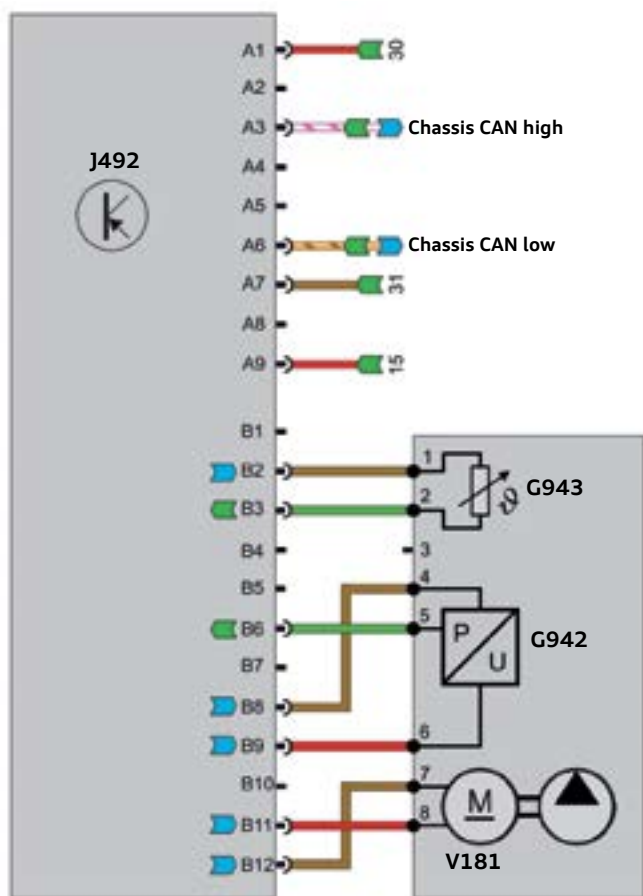 A1
30
A2
A3
Chassis CAN high
J492
A4
A5
A6
Chassis CAN low
A7
31
A8
A9
15
B1
B2
1
G943
ϑ
B3
2
B4
3
B5
4
B6
5
P
U
G942
B7
B8
B9
6
B10
7
M
B11
8
V181
B12